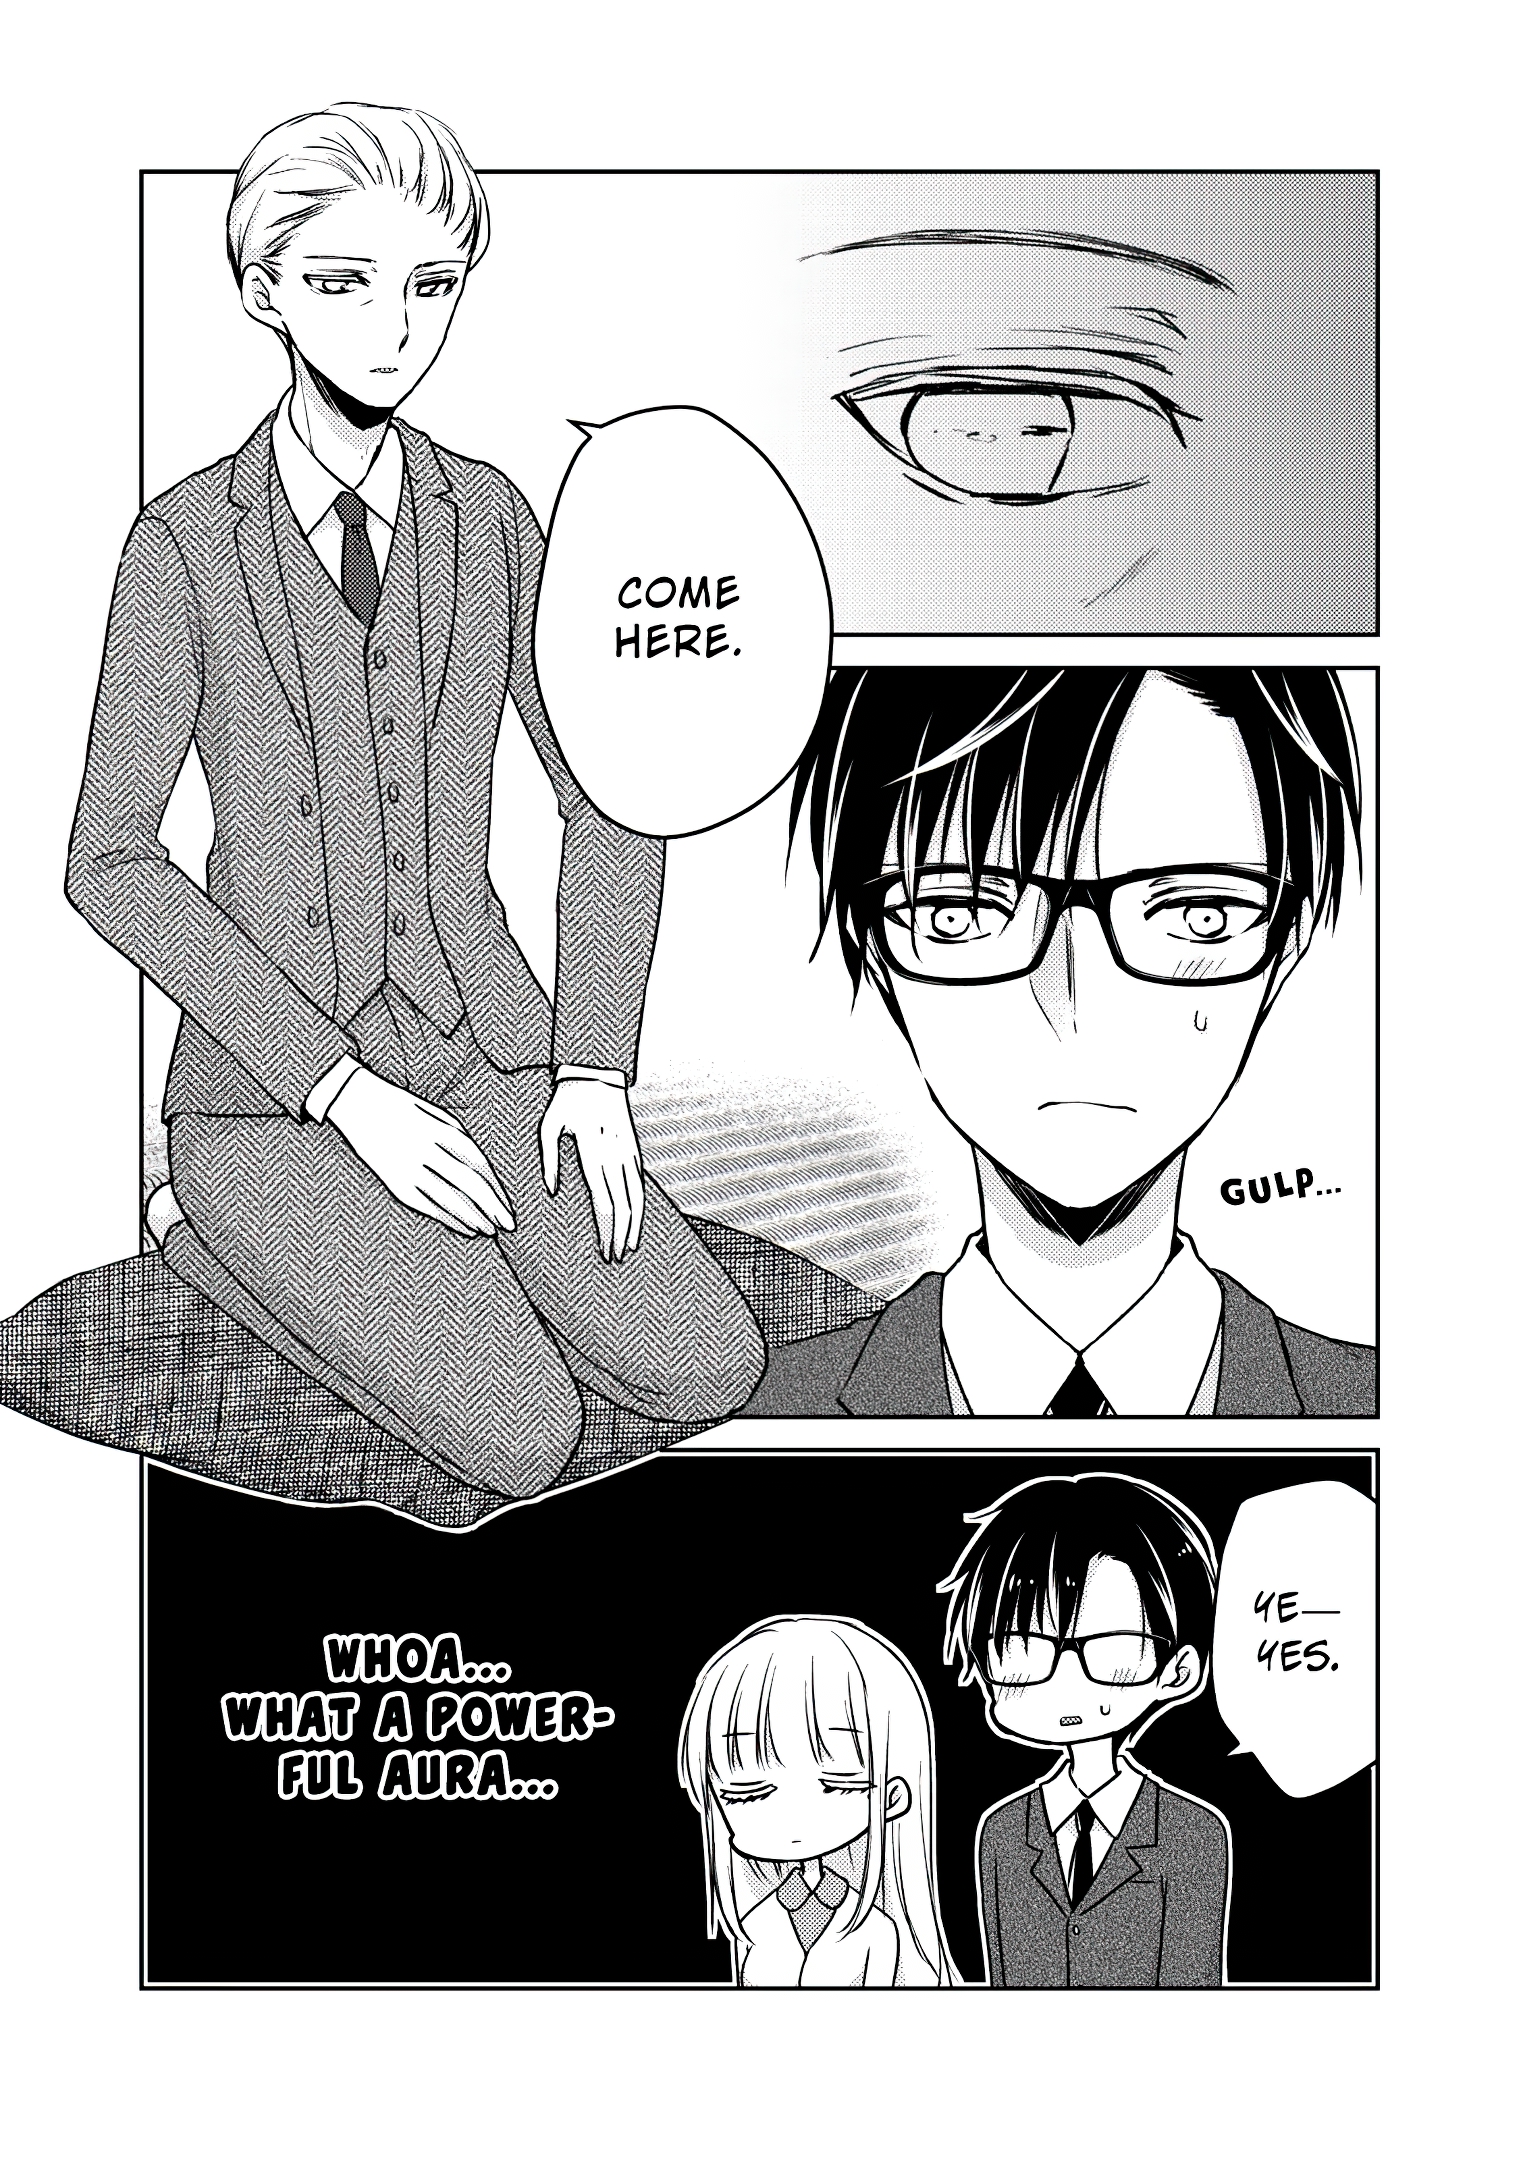 COME
HERE.
GULP...
YE—
YES.
WHOA...
WHAT A POWER-
FUL AURA...